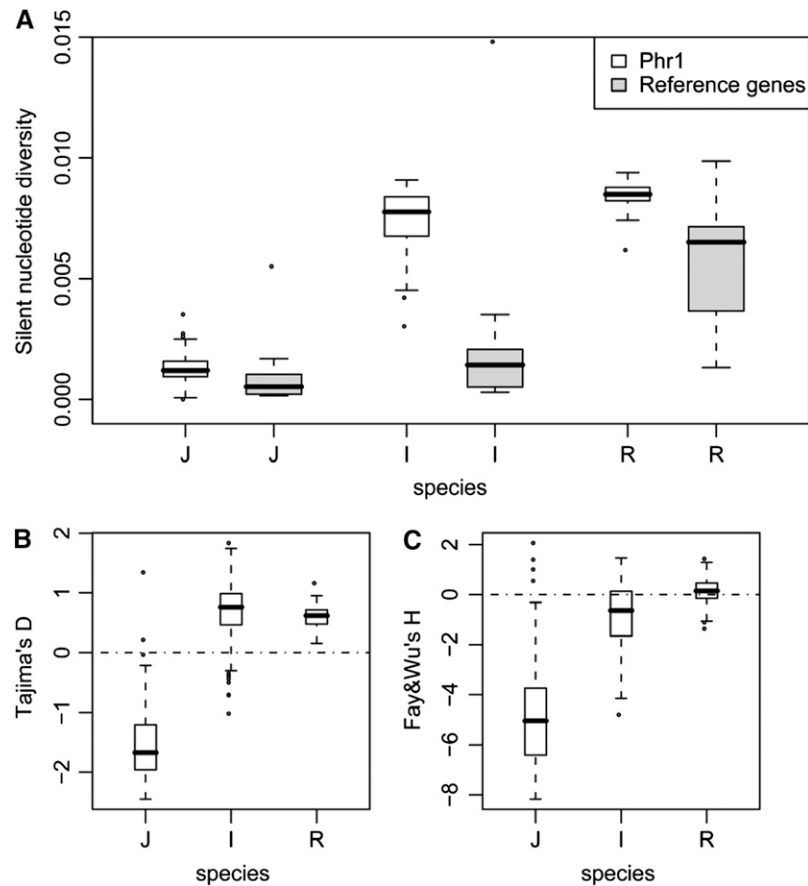 A
Silent nucleotide diversity
0.015
0.010
0.005
0.000
Phr1
Reference genes
J J I I R R
species
B
Tajima's D
2
1
0
−1
−2
J I R
species
C
Fay&Wu's H
2
0
−2
−4
−6
−8
J I R
species